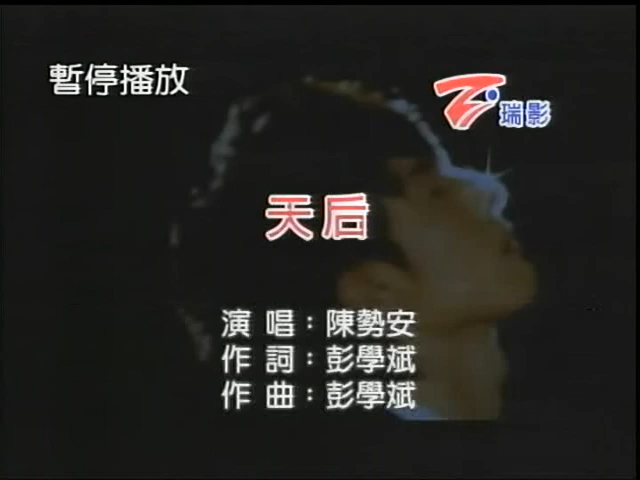 暫停播放
瑞影
天后
演 唱：陳勢安
作 詞：彭學斌
作 曲：彭學斌